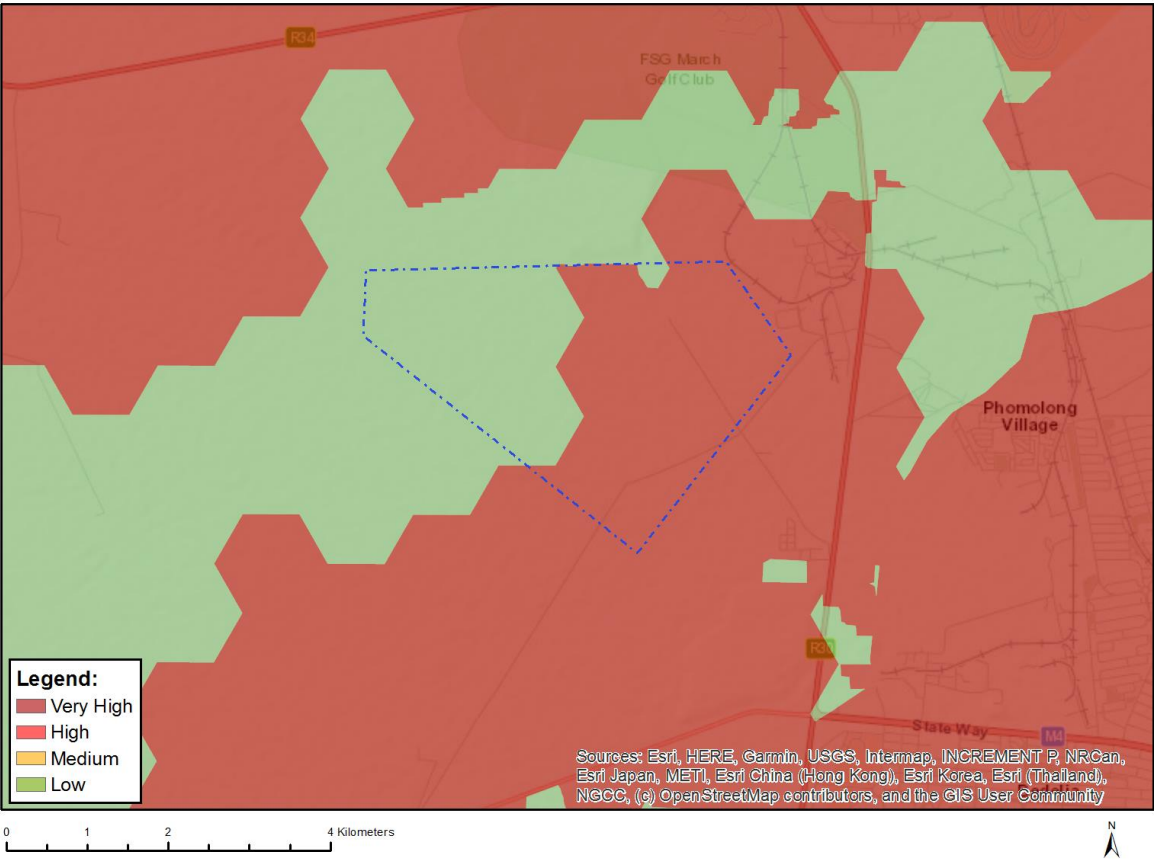 R34
FSG March
Golf Club
Phomolong
Village
Legend:
Very High
High
Medium
Low
State Way
M4
Sources: Esri, HERE, Garmin, USGS, Intermap, INCREMENT P, NRCan,
Esri Japan, METI, Esri China (Hong Kong), Esri Korea, Esri (Thailand),
NGCC, (c) OpenStreetMap contributors, and the GIS User Community
0 1 2 4 Kilometers
N